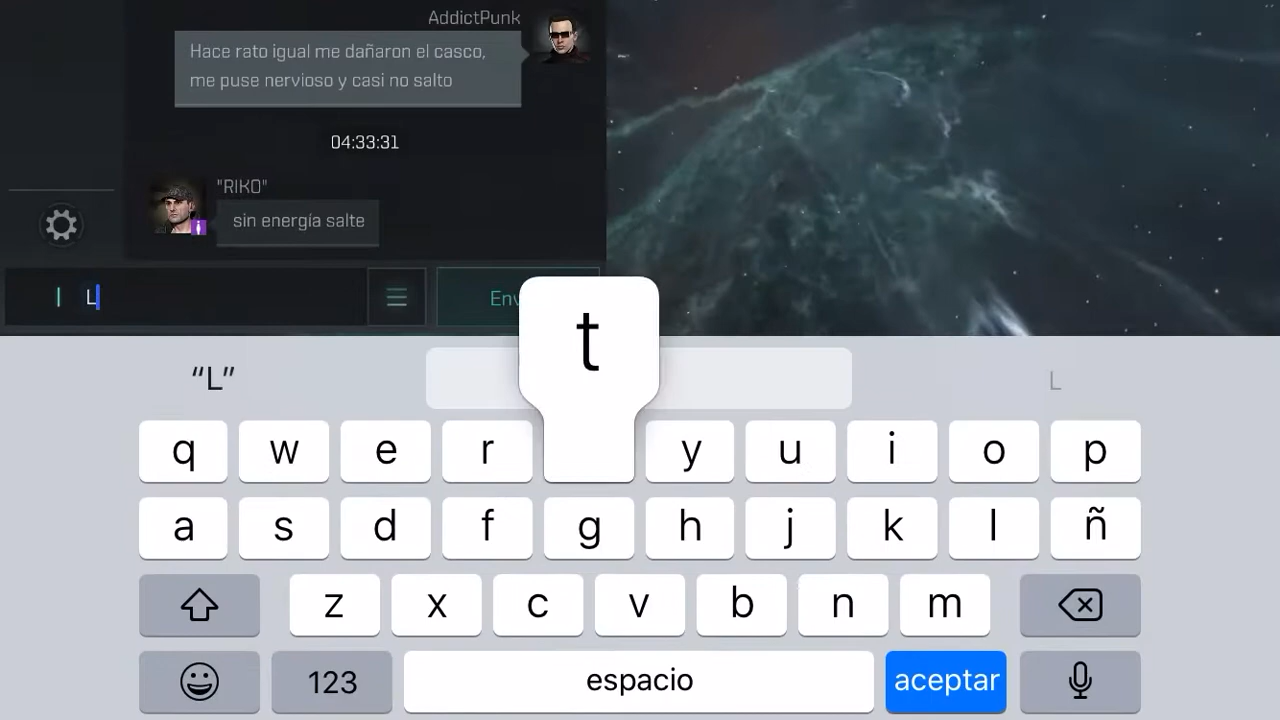 AddictPunk
Hace rato igual me dañaron el casco,
me puse nervioso y casi no salto
04:33:31
"RIKO"
sin energía salte
L
Env
t
“L”
L
q w e r y u i o p
a s d f g h j k l ñ
z x c v b n m
123 espacio aceptar